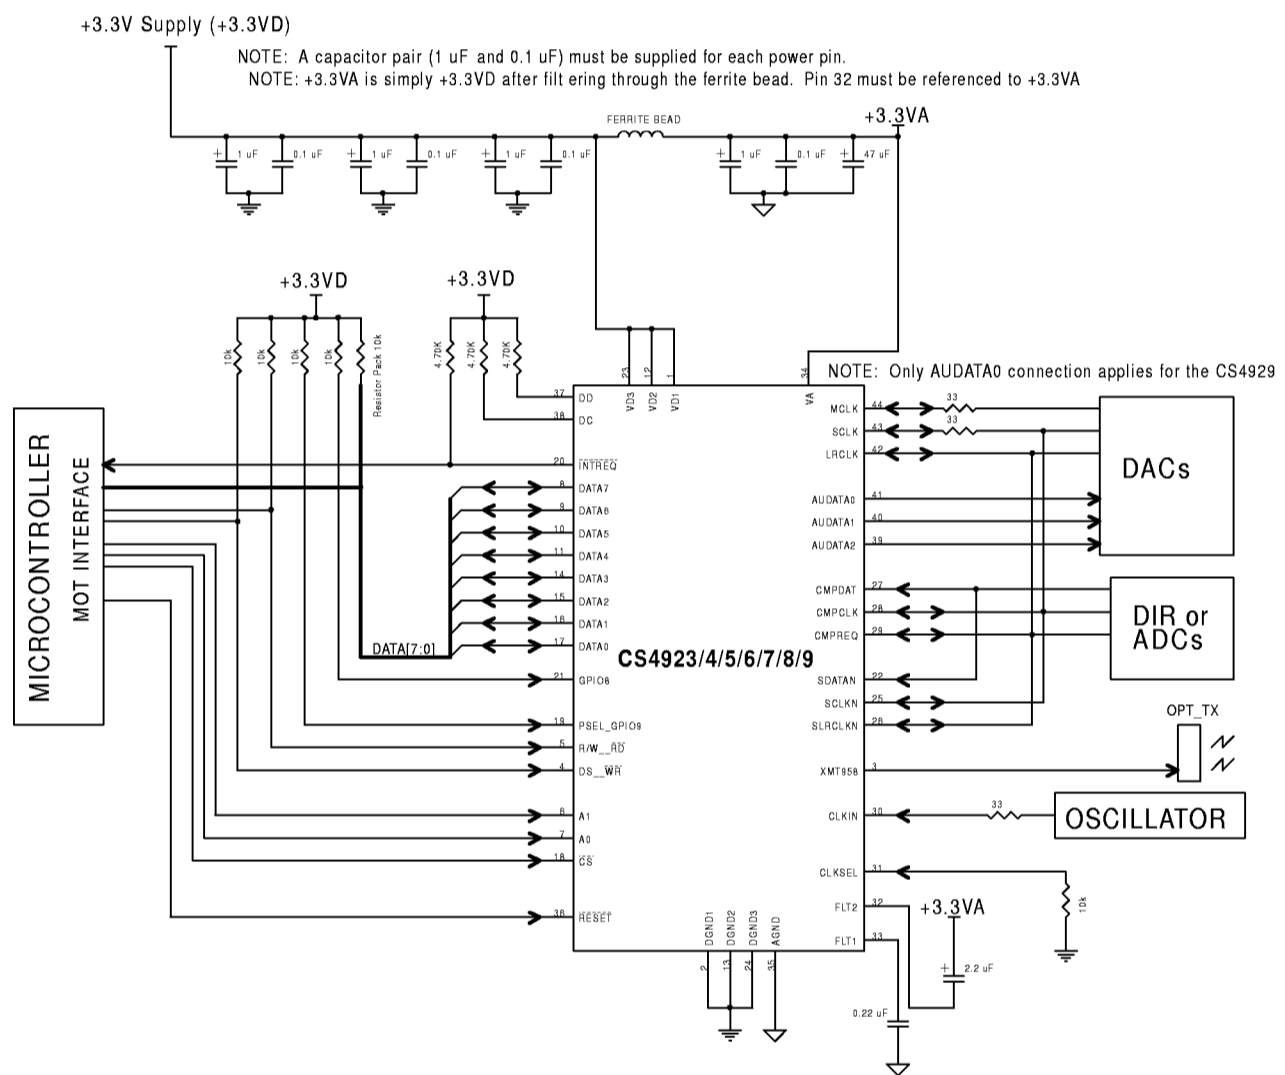 +3.3V Supply (+3.3VD)
NOTE: A capacitor pair (1 uF and 0.1 uF) must be supplied for each power pin.
NOTE: +3.3VA is simply +3.3VD after filt ering through the ferrite bead. Pin 32 must be referenced to +3.3VA
FERRITE BEAD
+3.3VA
+ 1 uF 0.1 uF + 1 uF 0.1 uF + 1 uF 0.1 uF + 1 uF 0.1 uF + 47 uF
+3.3VD
+3.3VD
10k 10k 10k 10k Resistor Pack 10k
4.70K 4.70K 4.70K
23 12 1 34
VD3 VD2 VD1 VA
NOTE: Only AUDATA0 connection applies for the CS4929
MICROCONTROLLER
MOT INTERFACE
37 DD
38 DC
20 INTREQ
8 DATA7
9 DATA6
10 DATA5
11 DATA4
14 DATA3
15 DATA2
16 DATA1
17 DATA0
DATA[7:0]
21 GPIO8
19 PSEL_GPIO9
5 R/W__RD
4 DS__WR
6 A1
7 A0
18 CS
36 RESET
CS4923/4/5/6/7/8/9
MCLK 44 33
SCLK 43 33
LRCLK 42
AUDATA0 41
AUDATA1 40
AUDATA2 39
DACs
CMPDAT 27
CMPCLK 28
CMPREQ 29
DIR or
ADCs
SDATAN 22
SCLKN 25
SLRCLKN 26
OPT_TX
XMT958 3
CLKIN 30 33
OSCILLATOR
CLKSEL 31
10k
FLT2 32
+3.3VA
FLT1 33
+ 2.2 uF
0.22 uF
DGND1 DGND2 DGND3 AGND
2 13 24 35